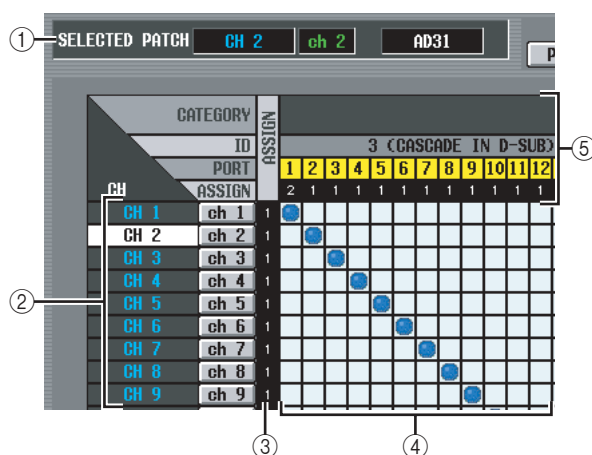 ① SELECTED PATCH CH 2 ch 2 AD31
P
CATEGORY
ASSIGN
ID 3 (CASCADE IN D-SUB)
⑤
PORT 1 2 3 4 5 6 7 8 9 10 11 12
CH ASSIGN 2 1 1 1 1 1 1 1 1 1 1 1
CH 1 ch 1 1
CH 2 ch 2 1
CH 3 ch 3 1
CH 4 ch 4 1
② CH 5 ch 5 1
CH 6 ch 6 1
CH 7 ch 7 1
CH 8 ch 8 1
CH 9 ch 9 1
③ ④